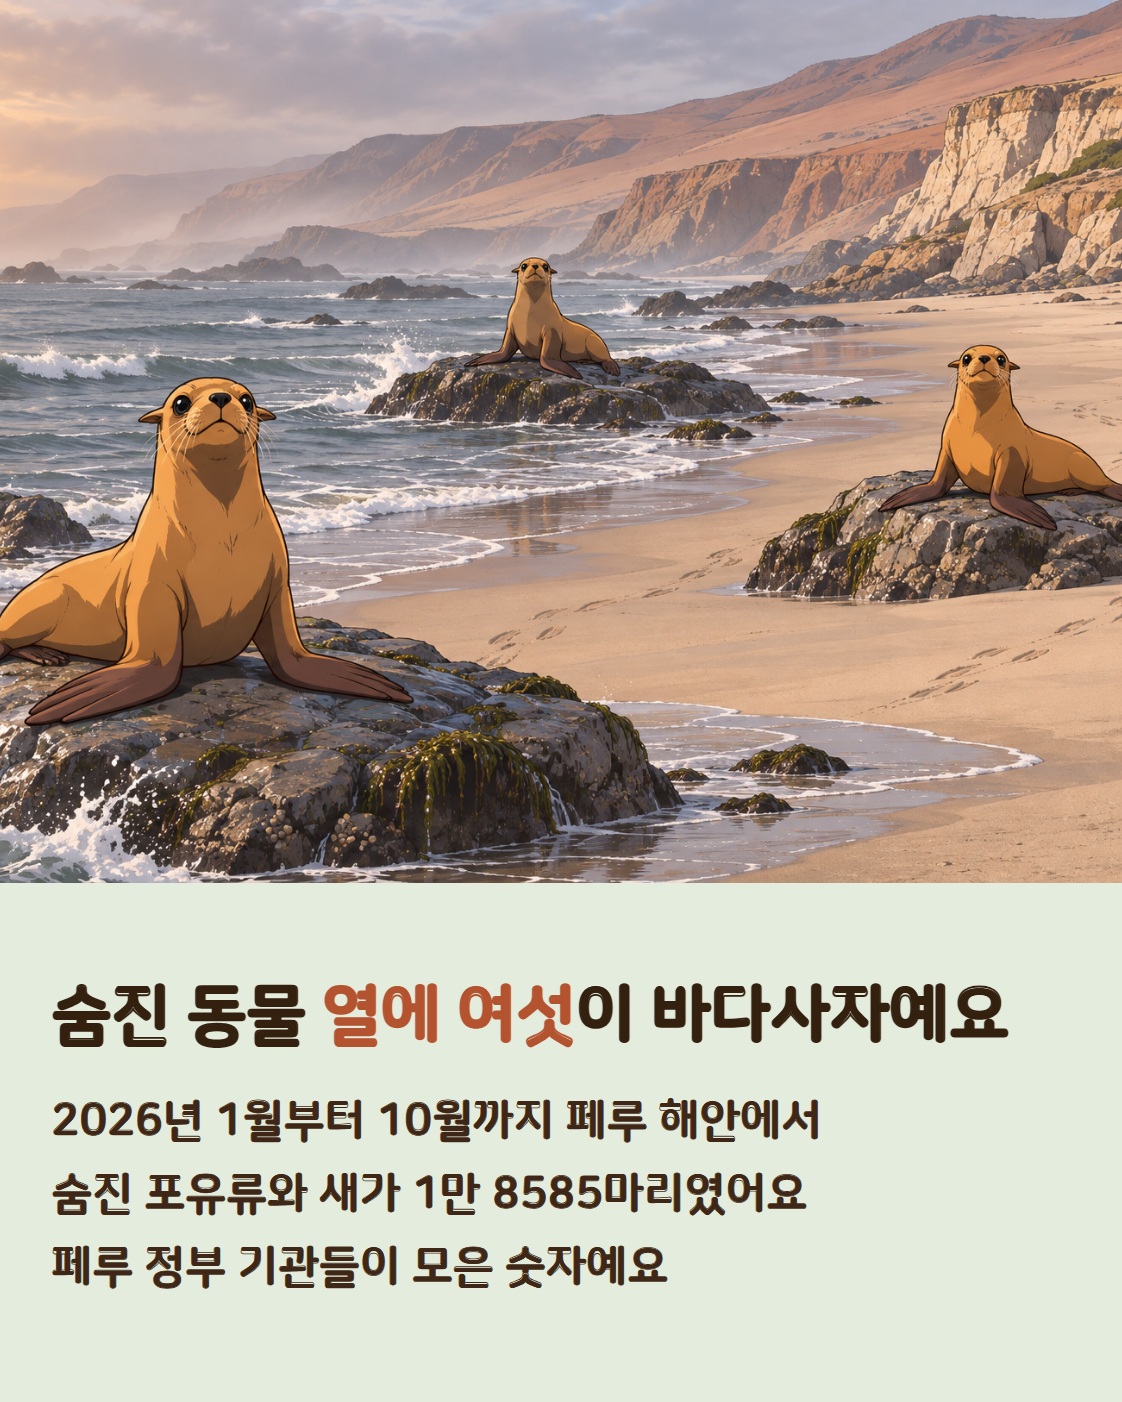 숨진 동물 열에 여섯이 바다사자예요
2026년 1월부터 10월까지 페루 해안에서
숨진 포유류와 새가 1만 8585마리였어요
페루 정부 기관들이 모은 숫자예요